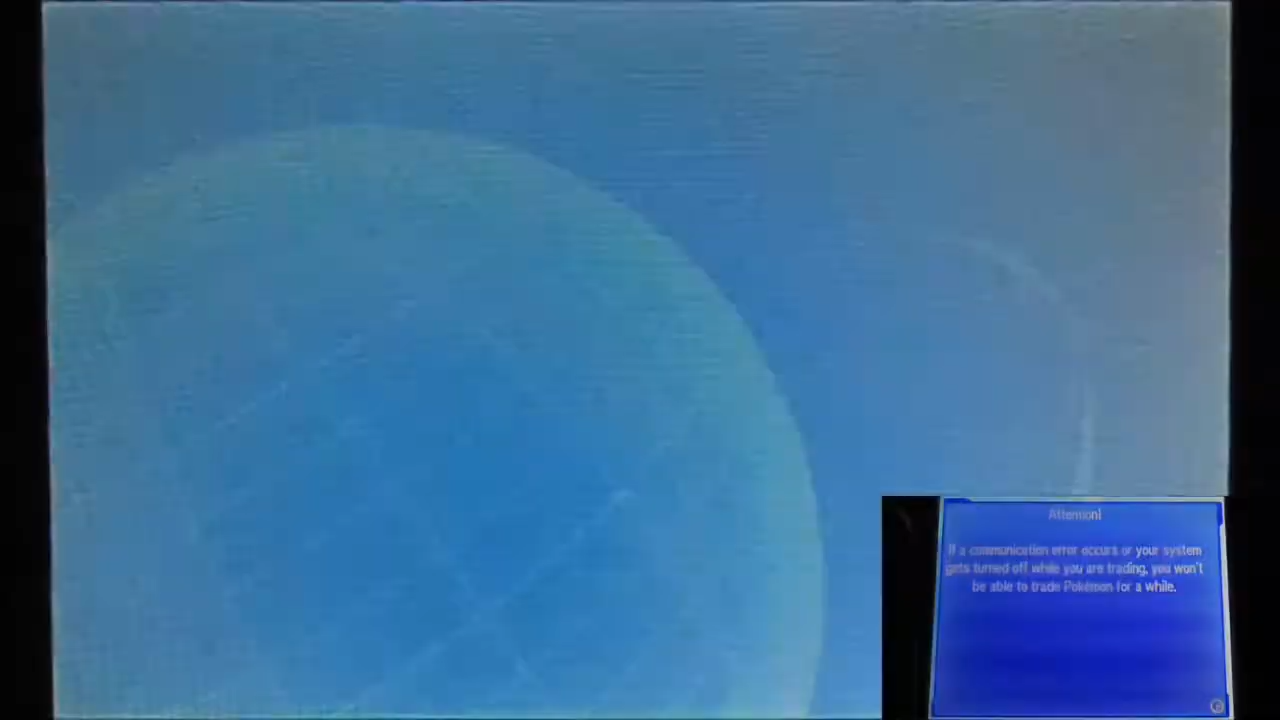 Attention!
If a communication error occurs or your system
gets turned off while you are trading, you won't
be able to trade Pokémon for a while.